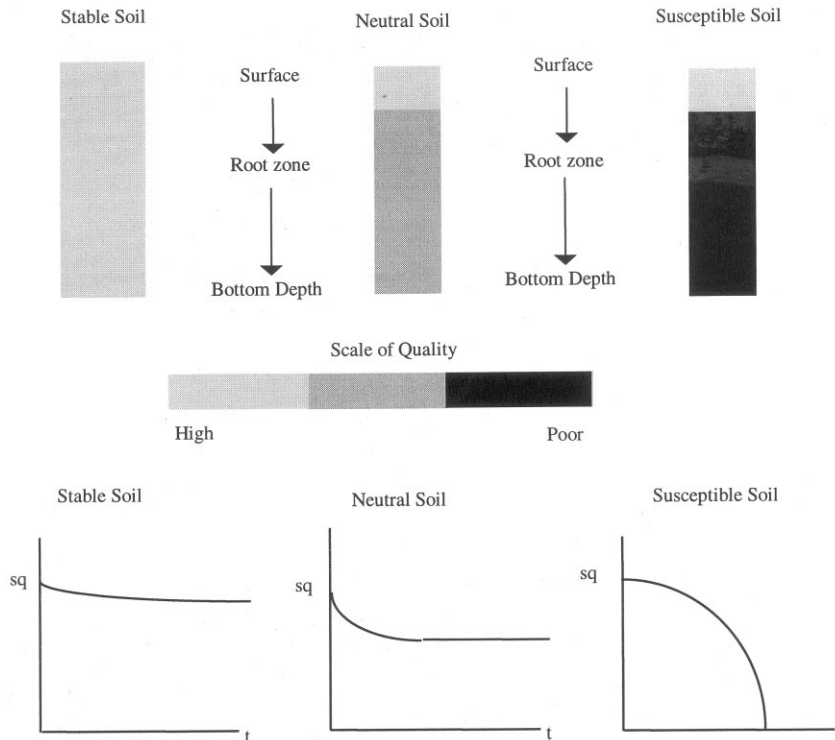 Stable Soil
Neutral Soil
Susceptible Soil
Surface
Root zone
Bottom Depth
Surface
Root zone
Bottom Depth
Scale of Quality
High
Poor
Stable Soil
Neutral Soil
Susceptible Soil
sq
t
sq
t
sq